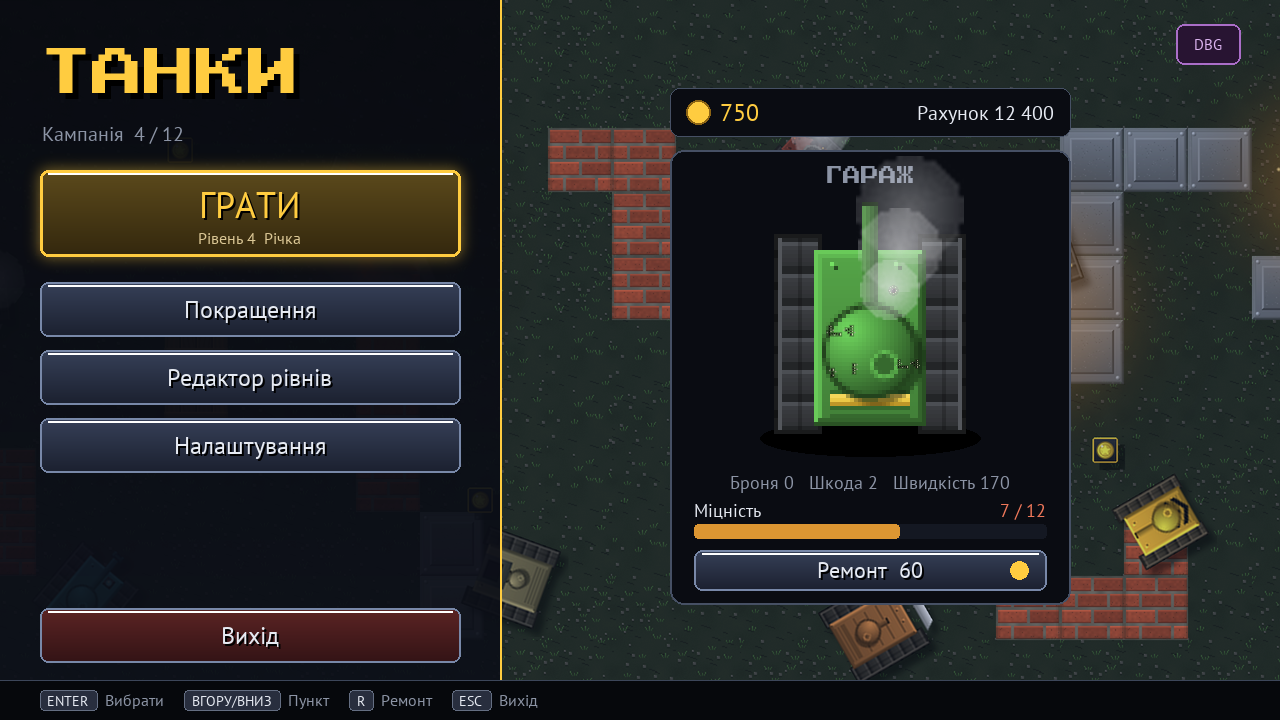 ТАНКИ
Кампанія 4 / 12
ГРАТИ
Рівень 4 Річка
Покращення
Редактор рівнів
Налаштування
Вихід
DBG
750 Рахунок 12 400
ГАРАЖ
Броня 0 Шкода 2 Швидкість 170
Міцність 7 / 12
Ремонт 60
ENTER Вибрати ВГОРУ/ВНИЗ Пункт R Ремонт ESC Вихід